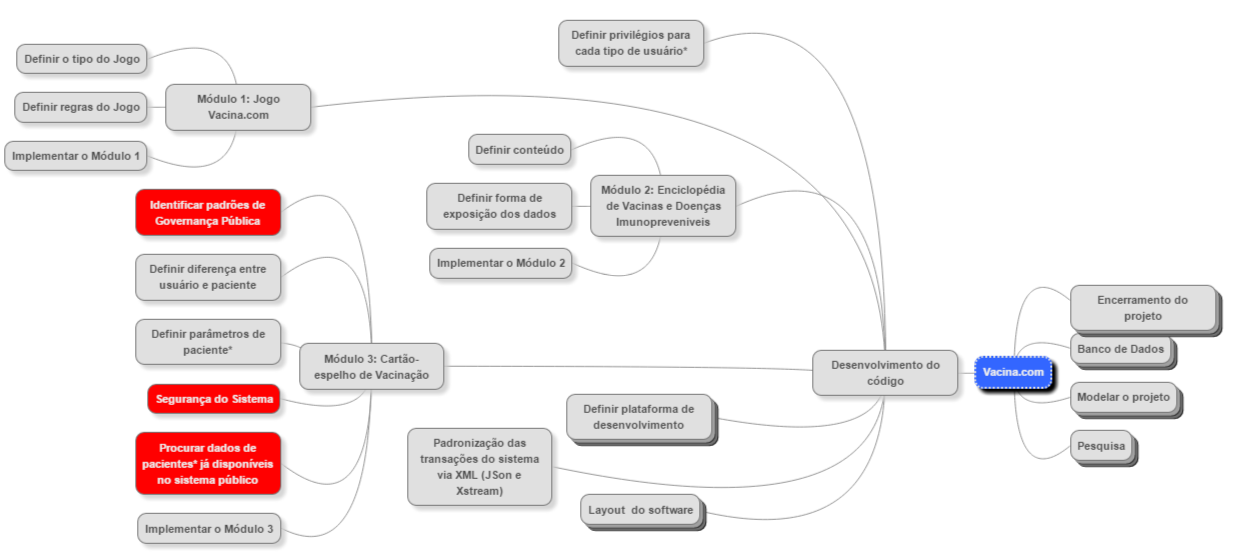 Definir privilégios para
cada tipo de usuário*
Definir o tipo do Jogo
Definir regras do Jogo
Implementar o Módulo 1
Módulo 1: Jogo
Vacina.com
Definir conteúdo
Definir forma de
exposição dos dados
Implementar o Módulo 2
Módulo 2: Enciclopédia
de Vacinas e Doenças
Imunopreveniveis
Identificar padrões de
Governança Pública
Definir diferença entre
usuário e paciente
Definir parâmetros de
paciente*
Segurança do Sistema
Procurar dados de
pacientes* já disponíveis
no sistema público
Implementar o Módulo 3
Módulo 3: Cartão-
espelho de Vacinação
Definir plataforma de
desenvolvimento
Padronização das
transações do sistema
via XML (JSon e
Xstream)
Layout do software
Desenvolvimento do
código
Vacina.com
Encerramento do
projeto
Banco de Dados
Modelar o projeto
Pesquisa